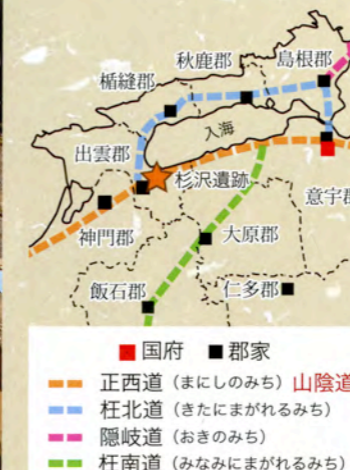 秋鹿郡
島根郡
楯縫郡
入海
出雲郡
杉沢遺跡
意宇郡
神門郡
大原郡
飯石郡
仁多郡
国府 郡家
正西道（まにしのみち）山陰道
枉北道（きたにまがれるみち）
隠岐道（おきのみち）
枉南道（みなみにまがれるみち）